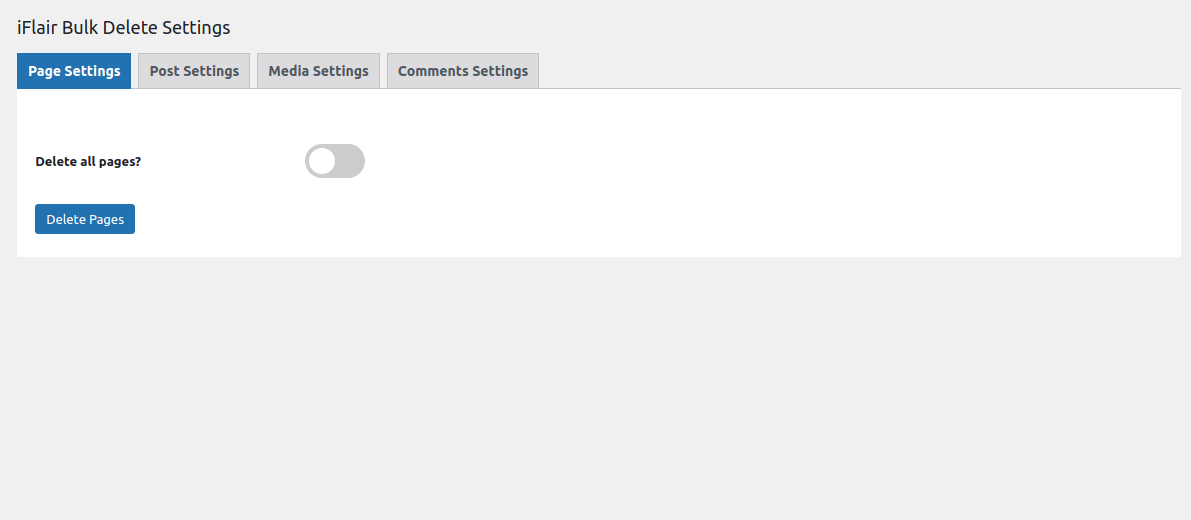 iFlair Bulk Delete Settings
Page Settings Post Settings Media Settings Comments Settings
Delete all pages?
Delete Pages